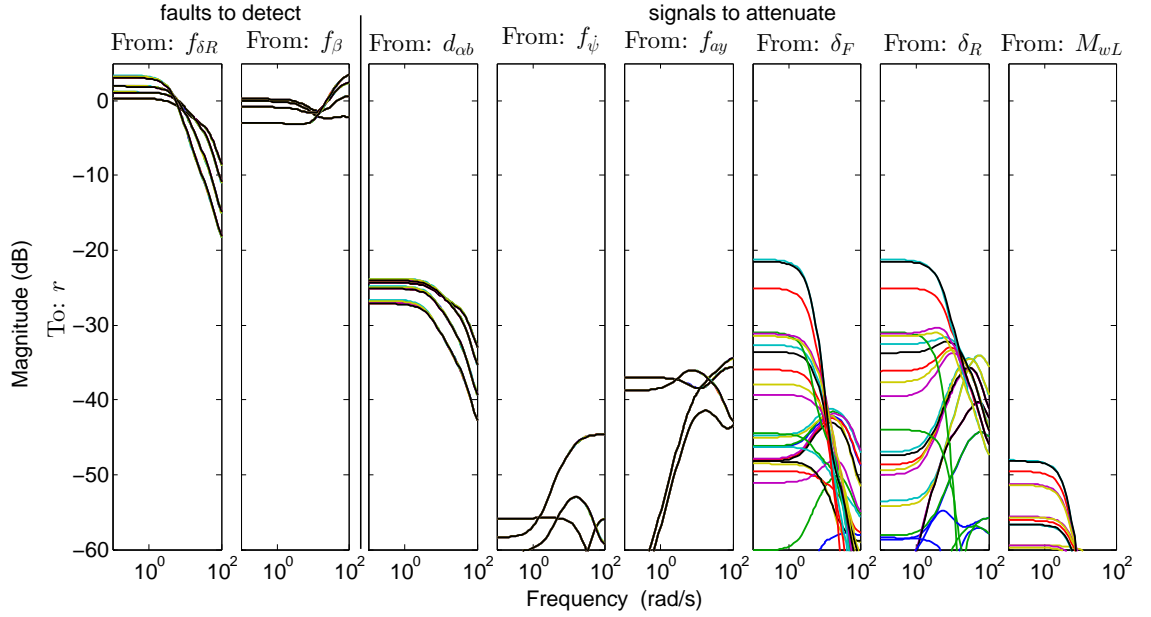 faults to detect
signals to attenuate
From: f_{δR}
From: f_β
From: d_{αb}
From: f_{\dot{ψ}}
From: f_{ay}
From: δ_F
From: δ_R
From: M_{wL}
0
−10
−20
−30
−40
−50
−60
Magnitude (dB)
To: r
10^0 10^2
10^0 10^2
10^0 10^2
10^0 10^2
10^0 10^2
10^0 10^2
10^0 10^2
10^0 10^2
Frequency (rad/s)